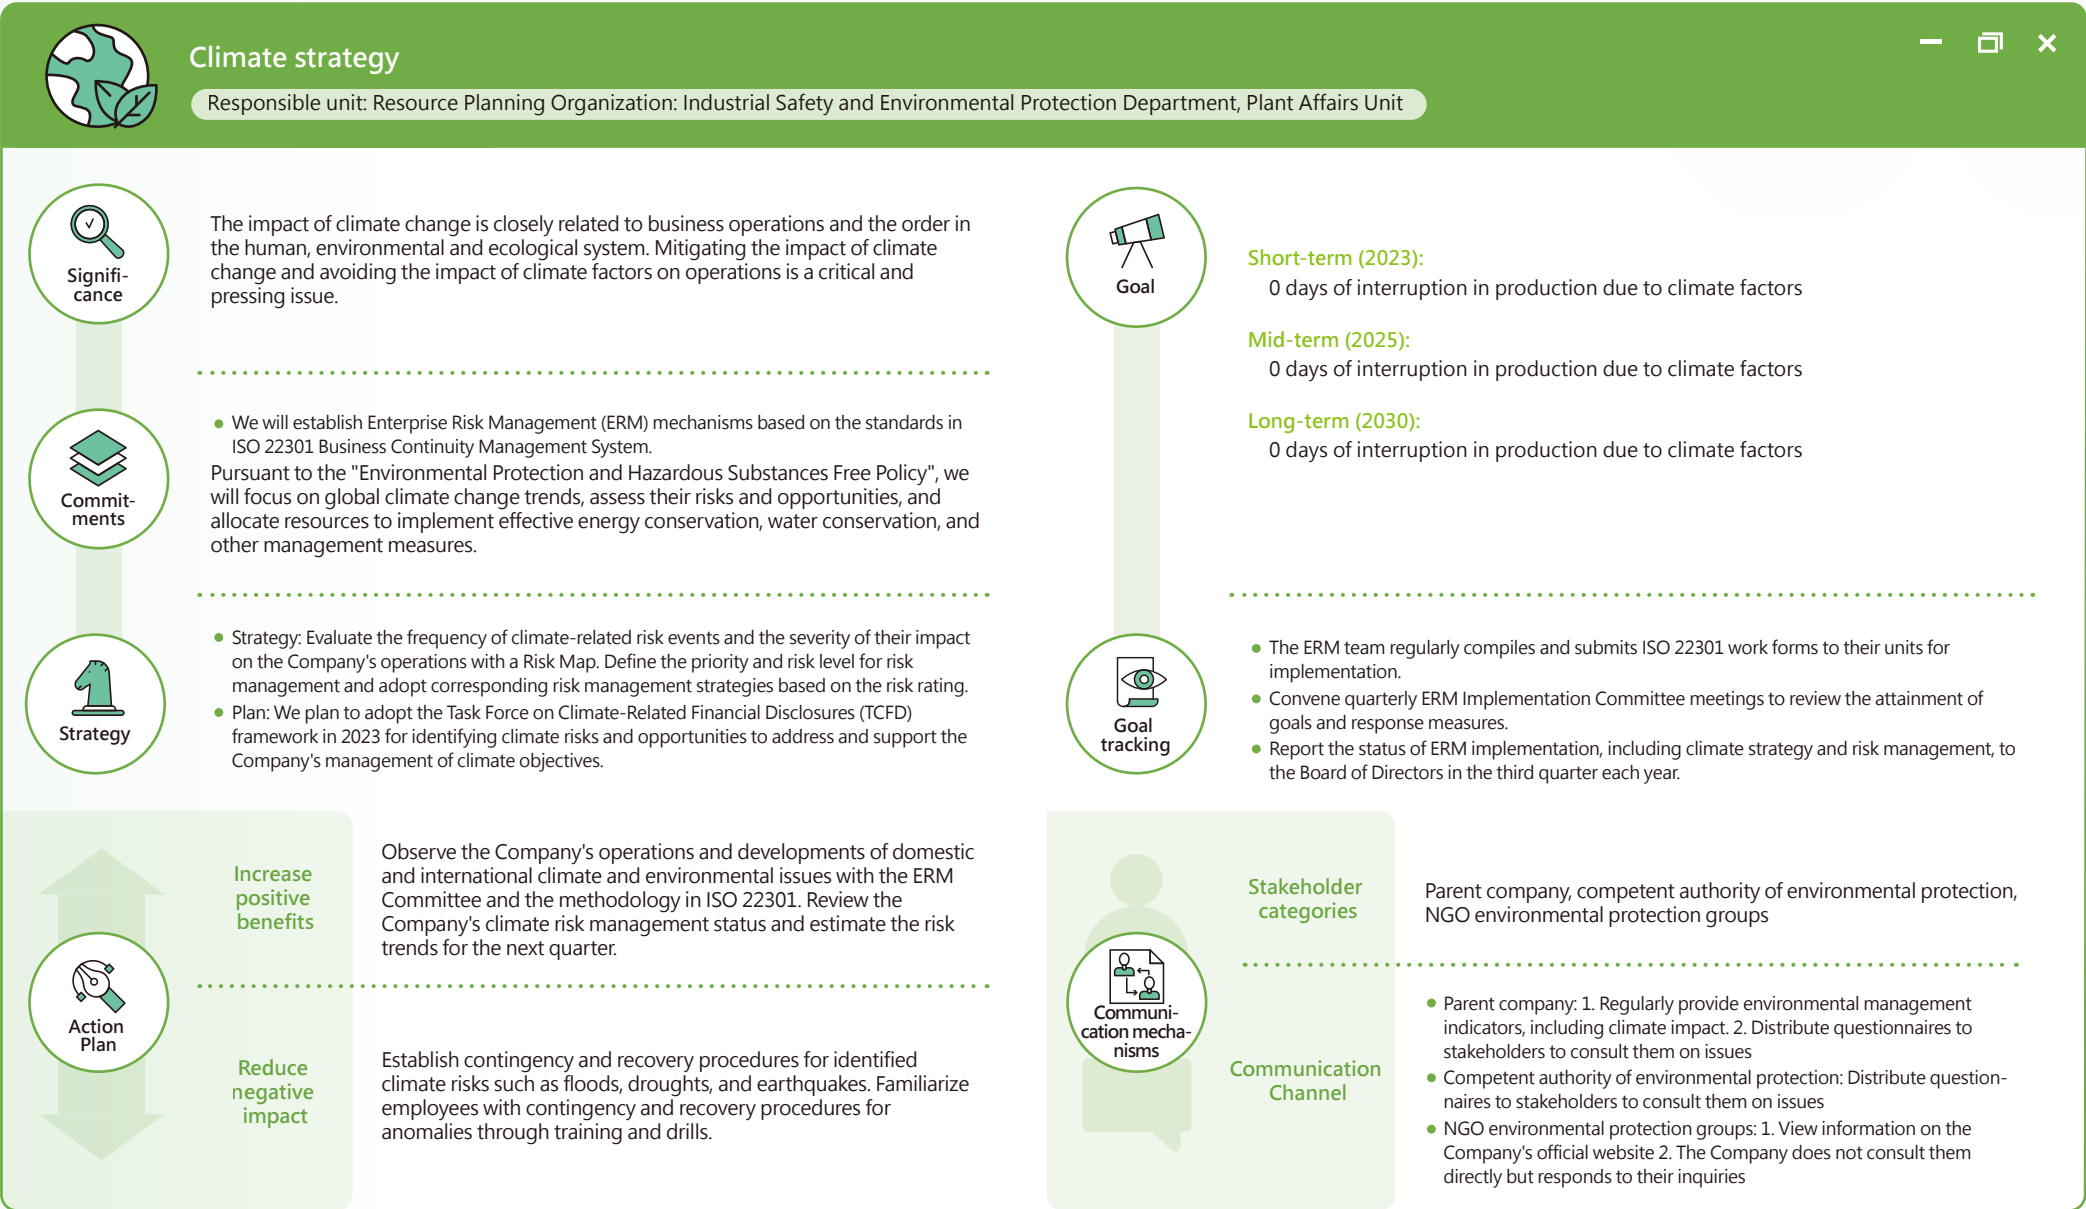 Climate strategy
Responsible unit: Resource Planning Organization: Industrial Safety and Environmental Protection Department, Plant Affairs Unit
Signifi-
cance
The impact of climate change is closely related to business operations and the order in
the human, environmental and ecological system. Mitigating the impact of climate
change and avoiding the impact of climate factors on operations is a critical and
pressing issue.
Commit-
ments
• We will establish Enterprise Risk Management (ERM) mechanisms based on the standards in
ISO 22301 Business Continuity Management System.
Pursuant to the "Environmental Protection and Hazardous Substances Free Policy", we
will focus on global climate change trends, assess their risks and opportunities, and
allocate resources to implement effective energy conservation, water conservation, and
other management measures.
Strategy
• Strategy: Evaluate the frequency of climate-related risk events and the severity of their impact
on the Company's operations with a Risk Map. Define the priority and risk level for risk
management and adopt corresponding risk management strategies based on the risk rating.
• Plan: We plan to adopt the Task Force on Climate-Related Financial Disclosures (TCFD)
framework in 2023 for identifying climate risks and opportunities to address and support the
Company's management of climate objectives.
Action
Plan
Increase
positive
benefits
Observe the Company's operations and developments of domestic
and international climate and environmental issues with the ERM
Committee and the methodology in ISO 22301. Review the
Company's climate risk management status and estimate the risk
trends for the next quarter.
Reduce
negative
impact
Establish contingency and recovery procedures for identified
climate risks such as floods, droughts, and earthquakes. Familiarize
employees with contingency and recovery procedures for
anomalies through training and drills.
Goal
Short-term (2023):
0 days of interruption in production due to climate factors
Mid-term (2025):
0 days of interruption in production due to climate factors
Long-term (2030):
0 days of interruption in production due to climate factors
Goal
tracking
• The ERM team regularly compiles and submits ISO 22301 work forms to their units for
implementation.
• Convene quarterly ERM Implementation Committee meetings to review the attainment of
goals and response measures.
• Report the status of ERM implementation, including climate strategy and risk management, to
the Board of Directors in the third quarter each year.
Communi-
cation mecha-
nisms
Stakeholder
categories
Parent company, competent authority of environmental protection,
NGO environmental protection groups
Communication
Channel
• Parent company: 1. Regularly provide environmental management
indicators, including climate impact. 2. Distribute questionnaires to
stakeholders to consult them on issues
• Competent authority of environmental protection: Distribute question-
naires to stakeholders to consult them on issues
• NGO environmental protection groups: 1. View information on the
Company's official website 2. The Company does not consult them
directly but responds to their inquiries